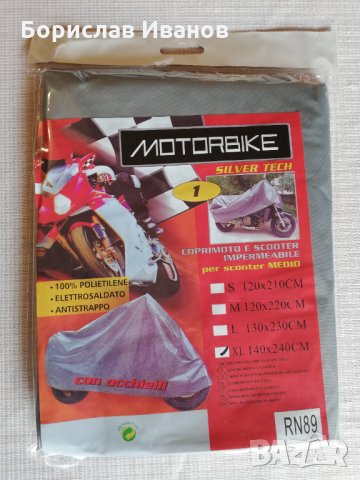 Борислав Иванов
MOTORBIKE
SILVER TECH
1
COPRIMOTO E SCOOTER
IMPERMEABILE
per scooter MEDIO
• 100% POLIETILENE
• ELETTROSALDATO
• ANTISTRAPPO
S 120x210CM
M 120x220CM
L 130x230CM
XL 140x240CM
con occhielli
RN89
bazar